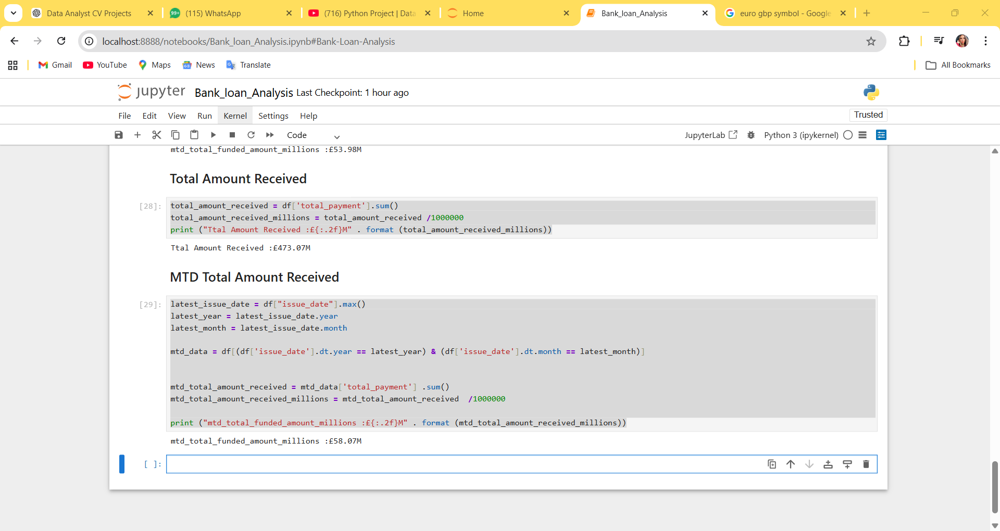 Data Analyst CV Projects
99+ (115) WhatsApp
(716) Python Project | Data
Home
Bank_loan_Analysis
euro gbp symbol - Google
localhost:8888/notebooks/Bank_loan_Analysis.ipynb#Bank-Loan-Analysis
Gmail
YouTube
Maps
News
Translate
All Bookmarks
jupyter Bank_loan_Analysis Last Checkpoint: 1 hour ago
File Edit View Run Kernel Settings Help
Trusted
Code
JupyterLab
Python 3 (ipykernel)
mtd_total_funded_amount_millions :£53.98M
Total Amount Received
[28]: total_amount_received = df['total_payment'].sum()
total_amount_received_millions = total_amount_received /1000000
print ("Ttal Amount Received :£{:.2f}M" . format (total_amount_received_millions))
Ttal Amount Received :£473.07M
MTD Total Amount Received
[29]: latest_issue_date = df["issue_date"].max()
latest_year = latest_issue_date.year
latest_month = latest_issue_date.month
mtd_data = df[(df['issue_date'].dt.year == latest_year) & (df['issue_date'].dt.month == latest_month)]
mtd_total_amount_received = mtd_data['total_payment'] .sum()
mtd_total_amount_received_millions = mtd_total_amount_received  /1000000
print ("mtd_total_funded_amount_millions :£{:.2f}M" . format (mtd_total_amount_received_millions))
mtd_total_funded_amount_millions :£58.07M
[ ]: